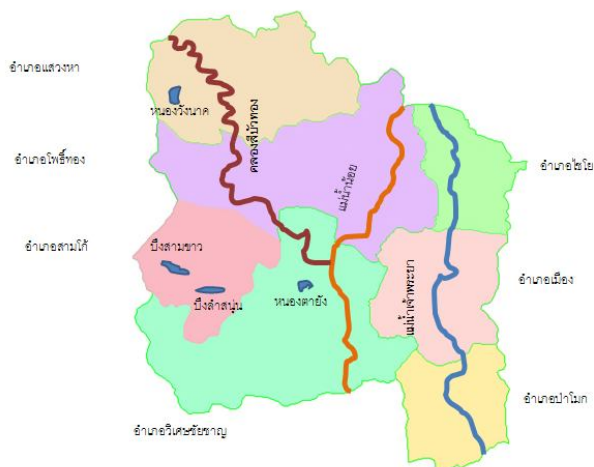 อำเภอแสวงหา
หนองวังนาค
คลองสีบัวทอง
อำเภอโพธิ์ทอง
แม่น้ำน้อย
อำเภอไชโย
อำเภอสามโก้
บึงสามขาว
บึงลำสนุ่น
หนองตายัง
แม่น้ำเจ้าพระยา
อำเภอเมือง
อำเภอป่าโมก
อำเภอวิเศษชัยชาญ